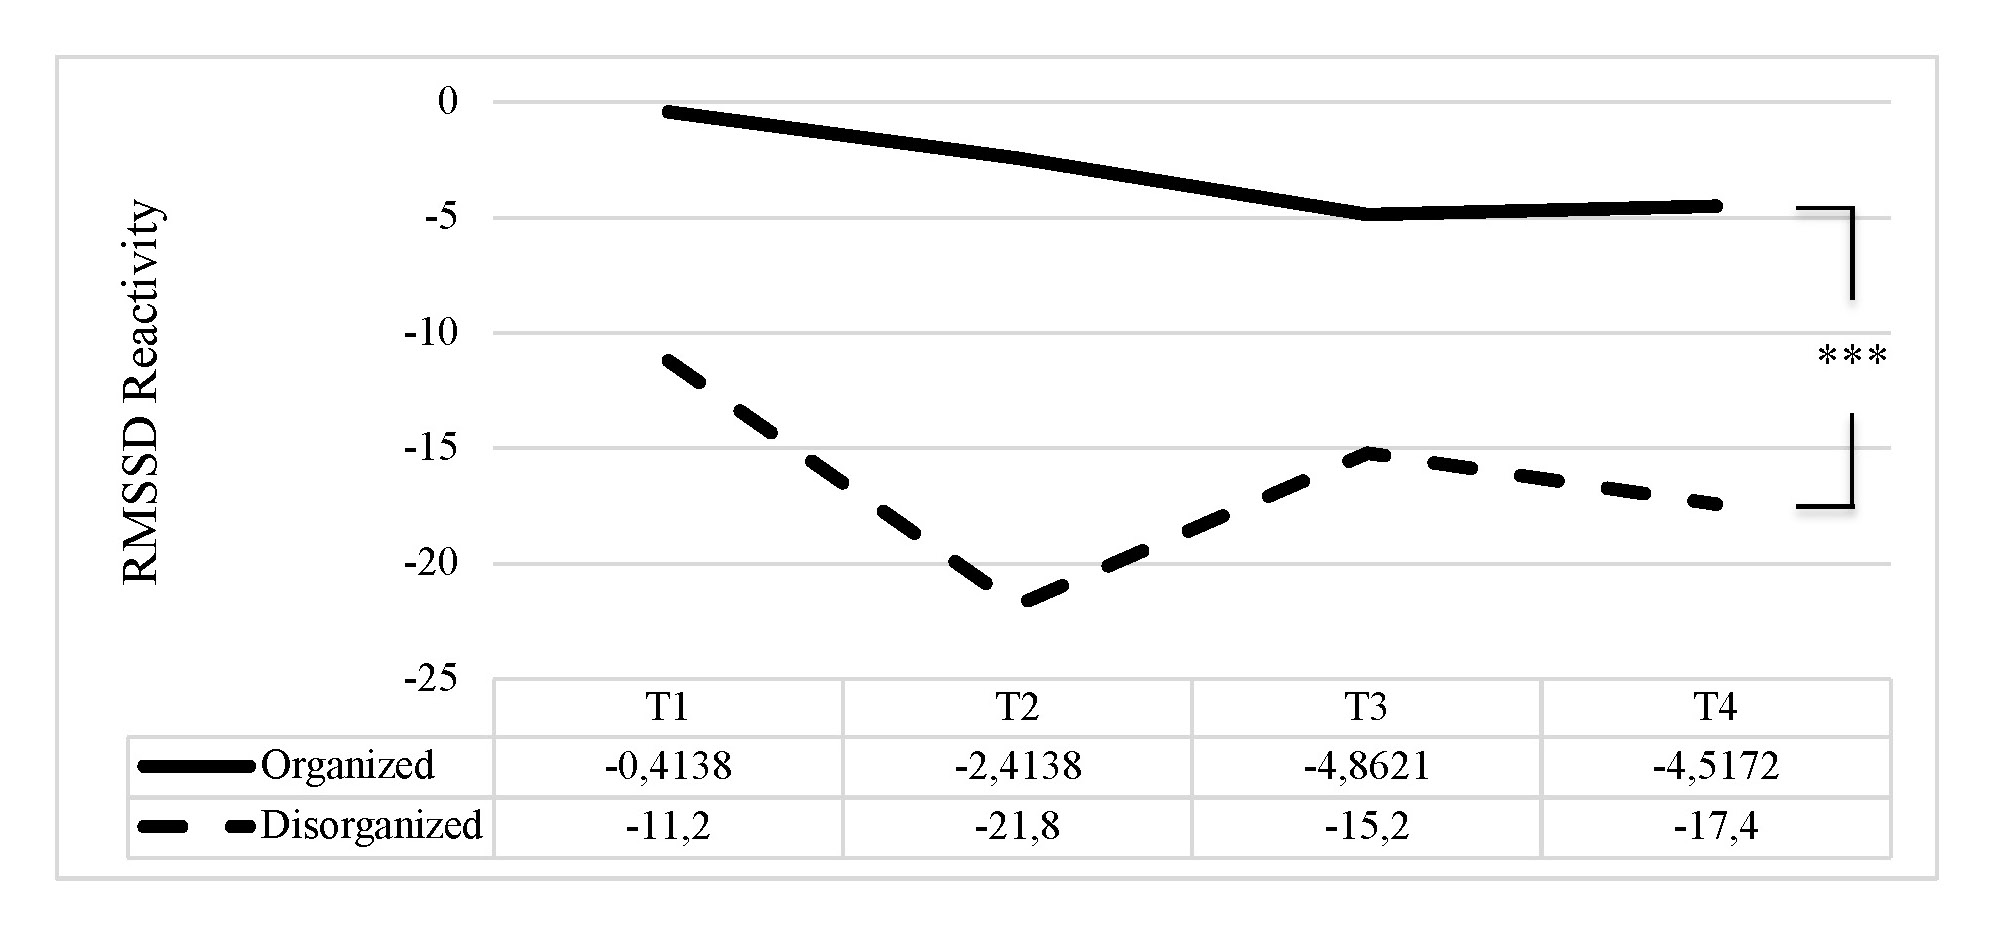 RMSSD Reactivity
0
-5
-10
-15
-20
-25
***
T1 T2 T3 T4
Organized -0,4138 -2,4138 -4,8621 -4,5172
Disorganized -11,2 -21,8 -15,2 -17,4